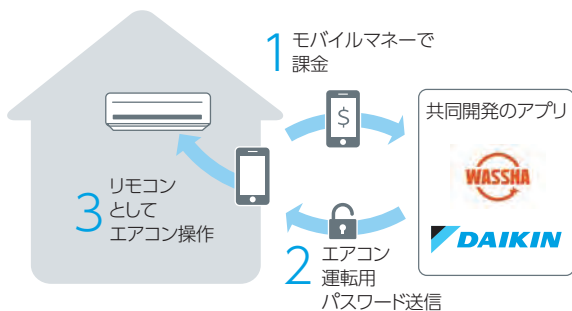 1 モバイルマネーで
課金
$
共同開発のアプリ
WASSHA
DAIKIN
2 エアコン
運転用
パスワード送信
3 リモコン
として
エアコン操作